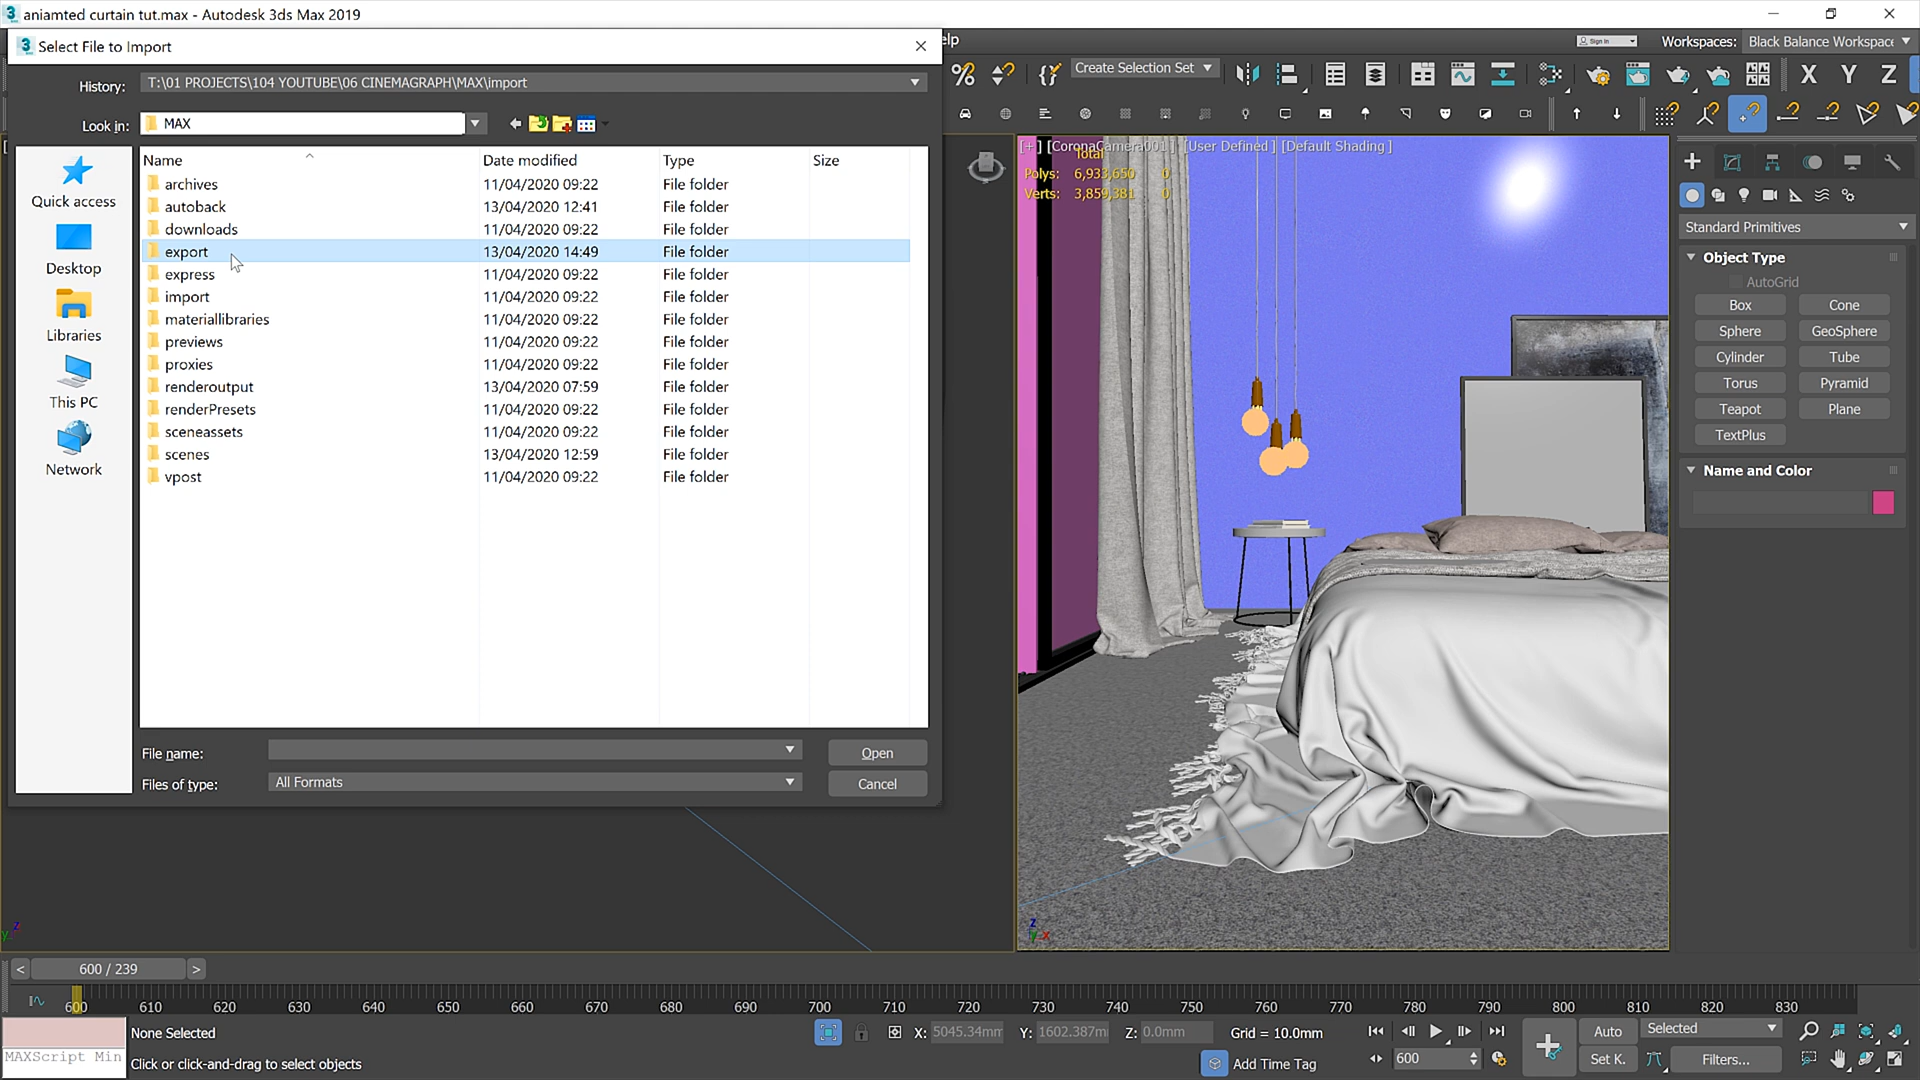 aniamted curtain tut.max - Autodesk 3ds Max 2019
Select File to Import
elp
Sign In
Workspaces: Black Balance Workspace
History: T:\01 PROJECTS\104 YOUTUBE\06 CINEMAGRAPH\MAX\import
Create Selection Set
X Y Z
Look in: MAX
Name Date modified Type Size
archives 11/04/2020 09:22 File folder
autoback 13/04/2020 12:41 File folder
downloads 11/04/2020 09:22 File folder
export 13/04/2020 14:49 File folder
express 11/04/2020 09:22 File folder
import 11/04/2020 09:22 File folder
materiallibraries 11/04/2020 09:22 File folder
previews 11/04/2020 09:22 File folder
proxies 11/04/2020 09:22 File folder
renderoutput 13/04/2020 07:59 File folder
renderPresets 11/04/2020 09:22 File folder
sceneassets 11/04/2020 09:22 File folder
scenes 13/04/2020 12:59 File folder
vpost 11/04/2020 09:22 File folder
Quick access
Desktop
Libraries
This PC
Network
File name:
Open
Files of type: All Formats
Cancel
[+] [CoronaCamera001] [User Defined] [Default Shading]
Total
Polys: 6,933,650 0
Verts: 3,859,381 0
Standard Primitives
Object Type
AutoGrid
Box Cone
Sphere GeoSphere
Cylinder Tube
Torus Pyramid
Teapot Plane
TextPlus
Name and Color
z
y
z
y x
< 600 / 239 >
600 610 620 630 640 650 660 670 680 690 700 710 720 730 740 750 760 770 780 790 800 810 820 830
None Selected
X: 5045.34mm Y: 1602.387m Z: 0.0mm Grid = 10.0mm
Auto Selected
MAXScript Min
Click or click-and-drag to select objects
Add Time Tag
600
Set K. Filters...